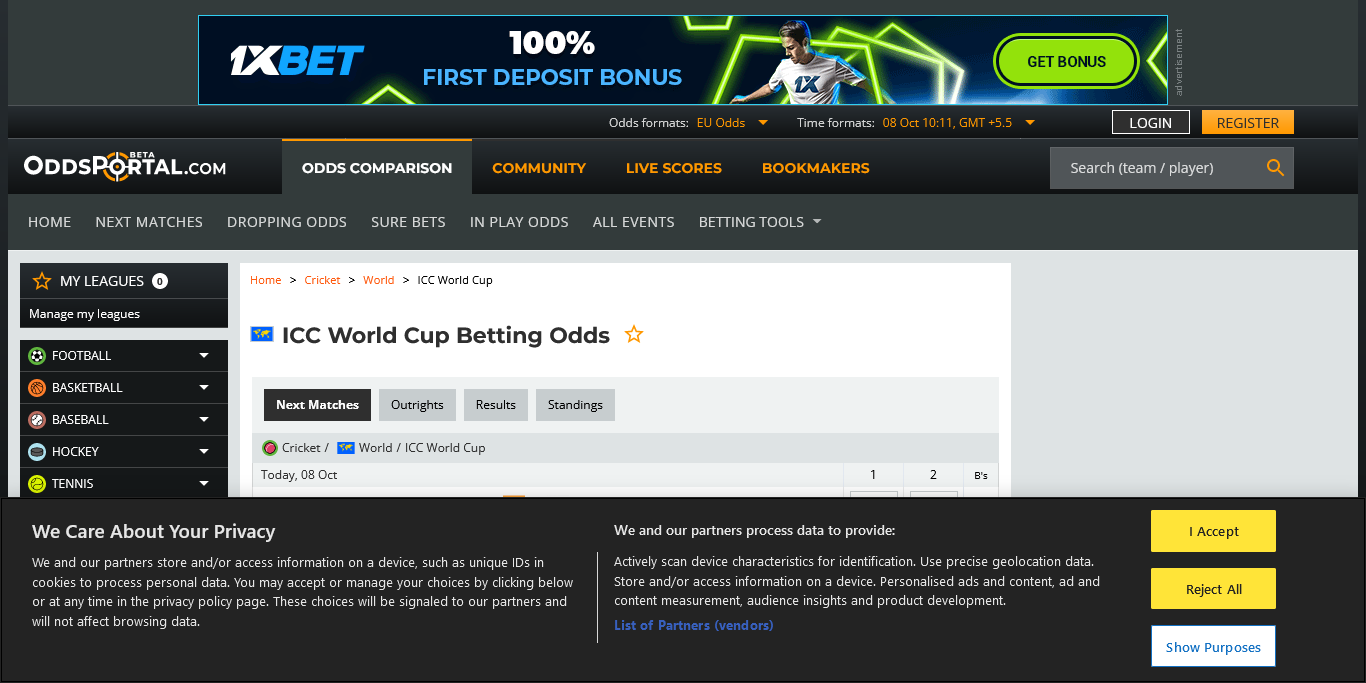 1XBET
100%
FIRST DEPOSIT BONUS
1X
GET BONUS
advertisement
Odds formats: EU Odds
Time formats: 08 Oct 10:11, GMT +5.5
LOGIN
REGISTER
BETA
ODDSPORTAL.COM
ODDS COMPARISON
COMMUNITY
LIVE SCORES
BOOKMAKERS
Search (team / player)
HOME
NEXT MATCHES
DROPPING ODDS
SURE BETS
IN PLAY ODDS
ALL EVENTS
BETTING TOOLS
MY LEAGUES 0
Manage my leagues
FOOTBALL
BASKETBALL
BASEBALL
HOCKEY
TENNIS
Home > Cricket > World > ICC World Cup
ICC World Cup Betting Odds
Next Matches
Outrights
Results
Standings
Cricket / World / ICC World Cup
Today, 08 Oct 1 2 B's
We Care About Your Privacy
We and our partners store and/or access information on a device, such as unique IDs in
cookies to process personal data. You may accept or manage your choices by clicking below
or at any time in the privacy policy page. These choices will be signaled to our partners and
will not affect browsing data.
We and our partners process data to provide:
Actively scan device characteristics for identification. Use precise geolocation data.
Store and/or access information on a device. Personalised ads and content, ad and
content measurement, audience insights and product development.
List of Partners (vendors)
I Accept
Reject All
Show Purposes